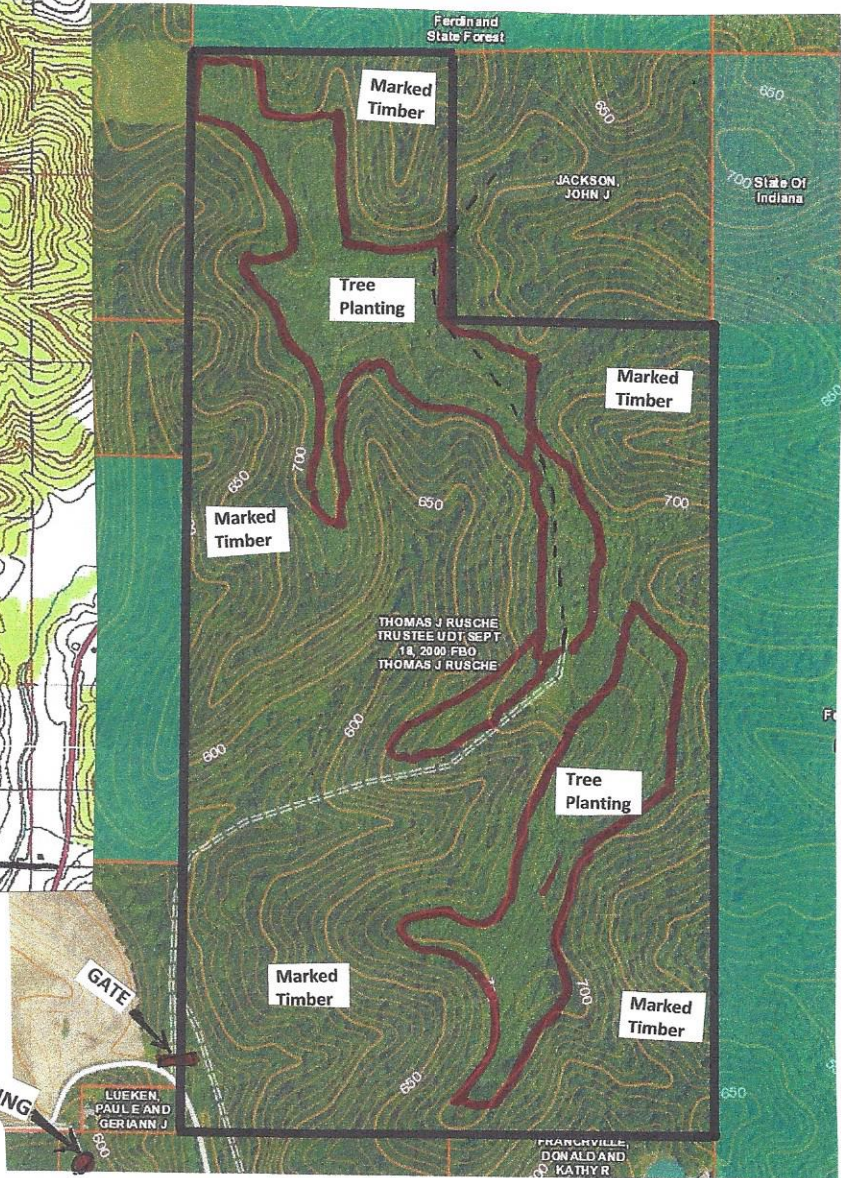 Ferdinand
State Forest
Marked
Timber
650
650
JACKSON,
JOHN J
700
State Of
Indiana
Tree
Planting
Marked
Timber
650
700
650
650
700
Marked
Timber
THOMAS J RUSCHE
TRUSTEE UDT SEPT
18, 2000 FBO
THOMAS J RUSCHE
600
600
Tree
Planting
GATE
Marked
Timber
700
Marked
Timber
650
650
LUEKEN,
PAUL E AND
GERIANN J
600
FRANCHVILLE,
DONALD AND
KATHY R